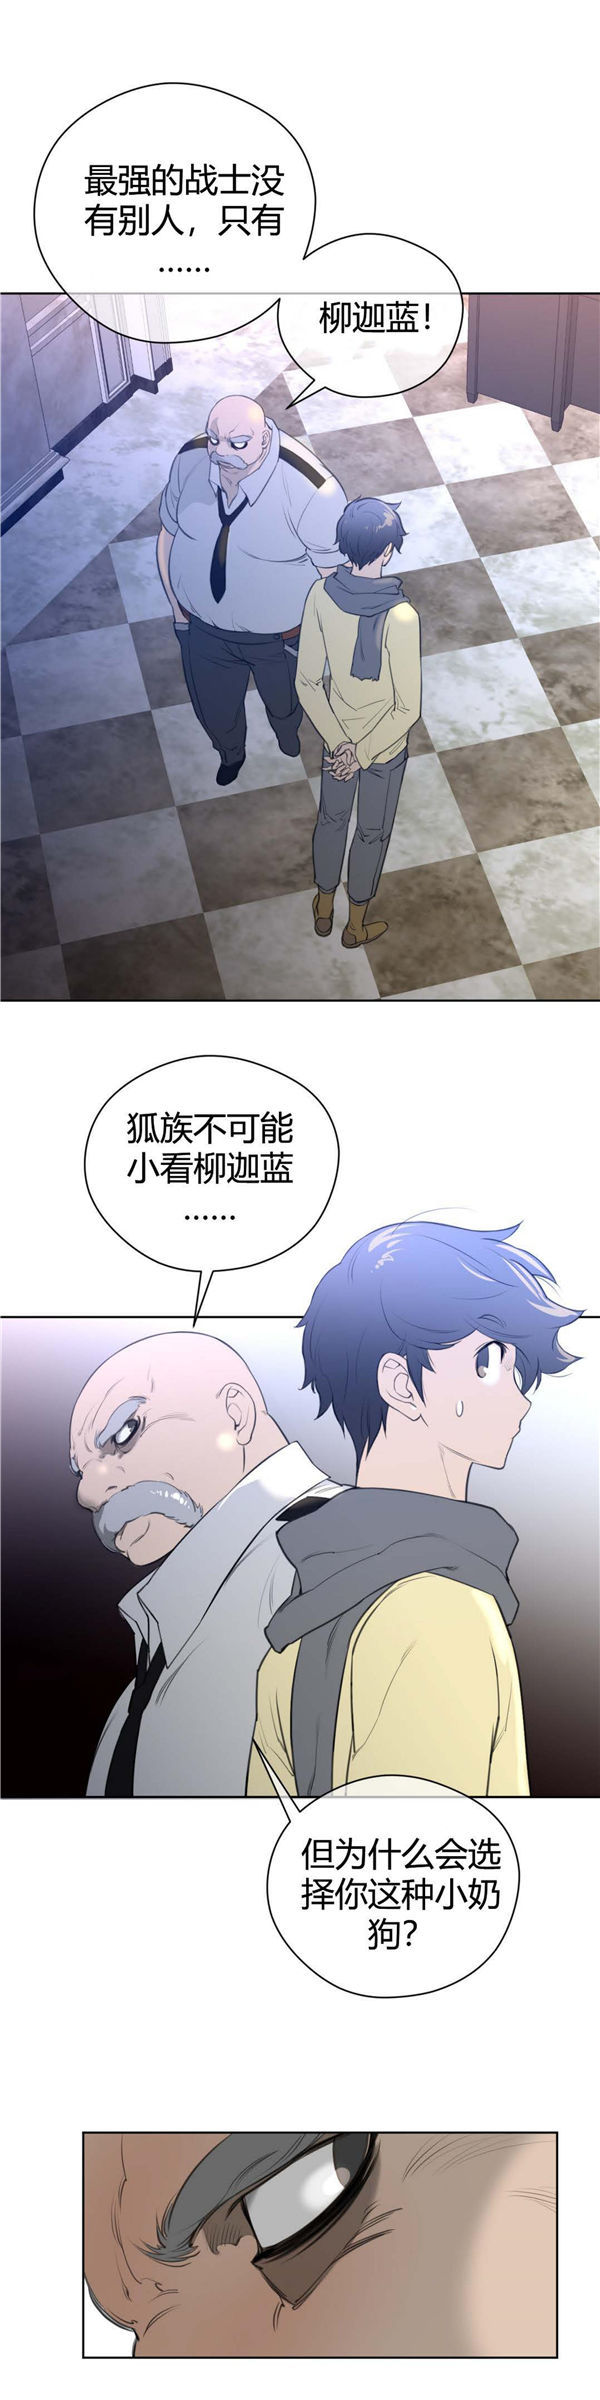 最强的战士没
有别人，只有
……
柳迦蓝！
狐族不可能
小看柳迦蓝
……
但为什么会选
择你这种小奶
狗？